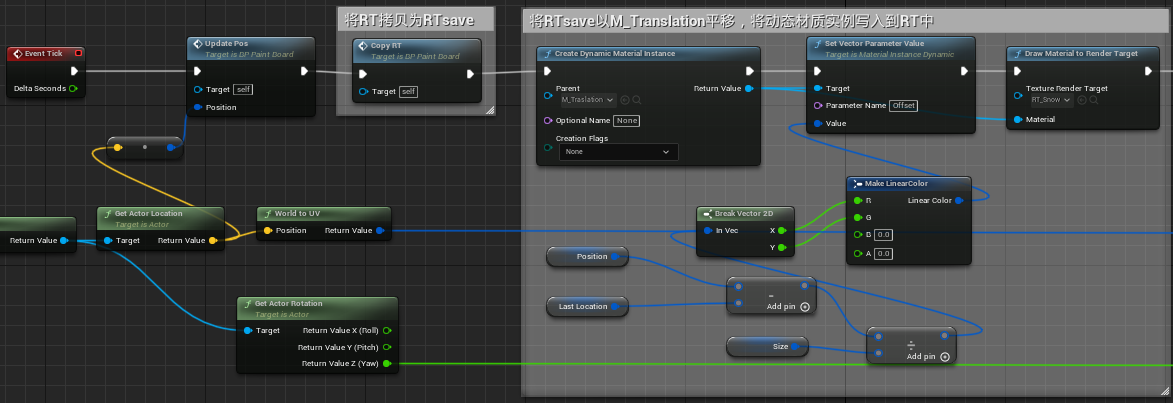 将RT拷贝为RTsave
将RTsave以M_Translation平移，将动态材质实例写入到RT中
Event Tick
Delta Seconds
Update Pos
Target is DP Paint Board
Target self
Position
Copy RT
Target is DP Paint Board
Target self
Create Dynamic Material Instance
Parent
M_Traslation
Return Value
Optional Name None
Creation Flags
None
Set Vector Parameter Value
Target is Material Instance Dynamic
Target
Parameter Name Offset
Value
Draw Material to Render Target
Texture Render Target
RT_Snow
Material
Return Value
Get Actor Location
Target is Actor
Target Return Value
World to UV
Position Return Value
Get Actor Rotation
Target is Actor
Target Return Value X (Roll)
Return Value Y (Pitch)
Return Value Z (Yaw)
Break Vector 2D
In Vec X
Y
Make LinearColor
R Linear Color
G
B 0.0
A 0.0
Position
Last Location
-
Add pin
Size
÷
Add pin